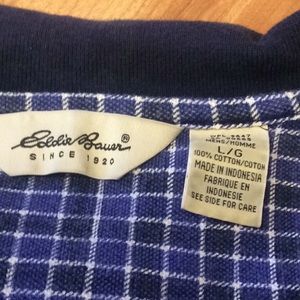 Eddie Bauer®
SINCE 1920
MENS/HOMME
L/G
100% COTTON/COTON
MADE IN INDONESIA
FABRIQUE EN
INDONESIE
SEE SIDE FOR CARE